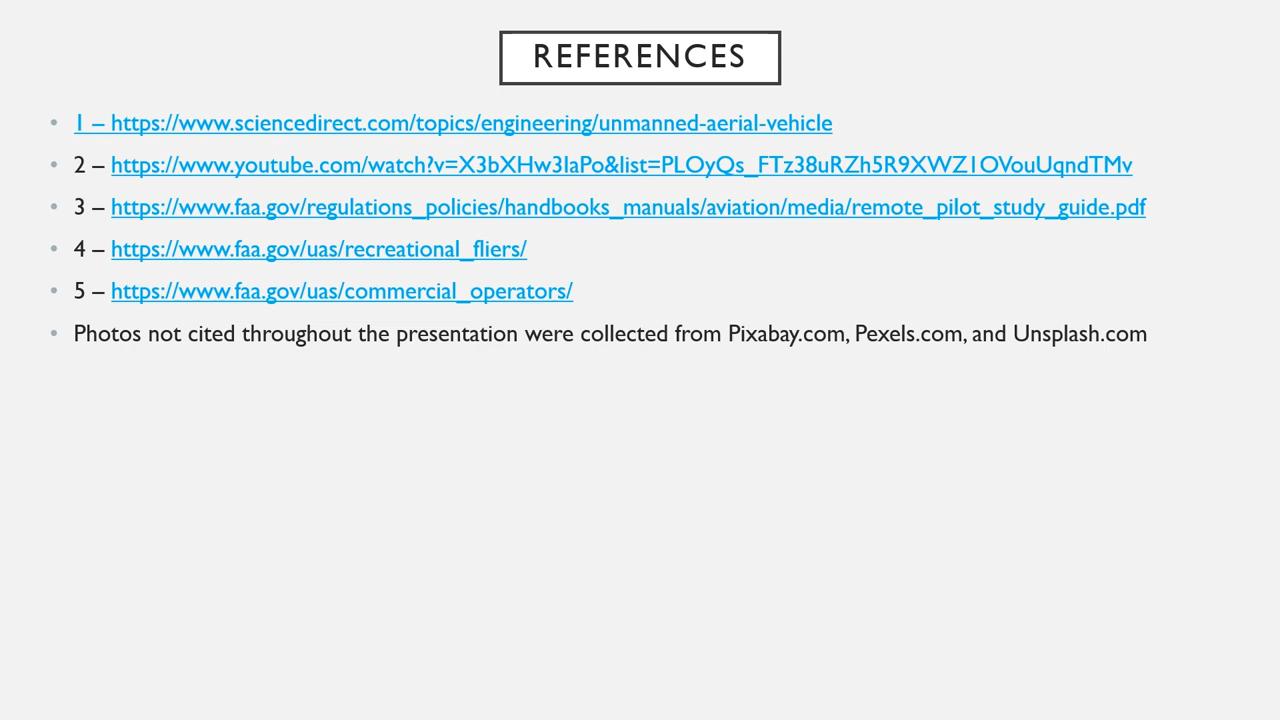 REFERENCES
• 1 – https://www.sciencedirect.com/topics/engineering/unmanned-aerial-vehicle
• 2 – https://www.youtube.com/watch?v=X3bXHw3IaPo&list=PLOyQs_FTz38uRZh5R9XWZ1OVouUqndTMv
• 3 – https://www.faa.gov/regulations_policies/handbooks_manuals/aviation/media/remote_pilot_study_guide.pdf
• 4 – https://www.faa.gov/uas/recreational_fliers/
• 5 – https://www.faa.gov/uas/commercial_operators/
• Photos not cited throughout the presentation were collected from Pixabay.com, Pexels.com, and Unsplash.com